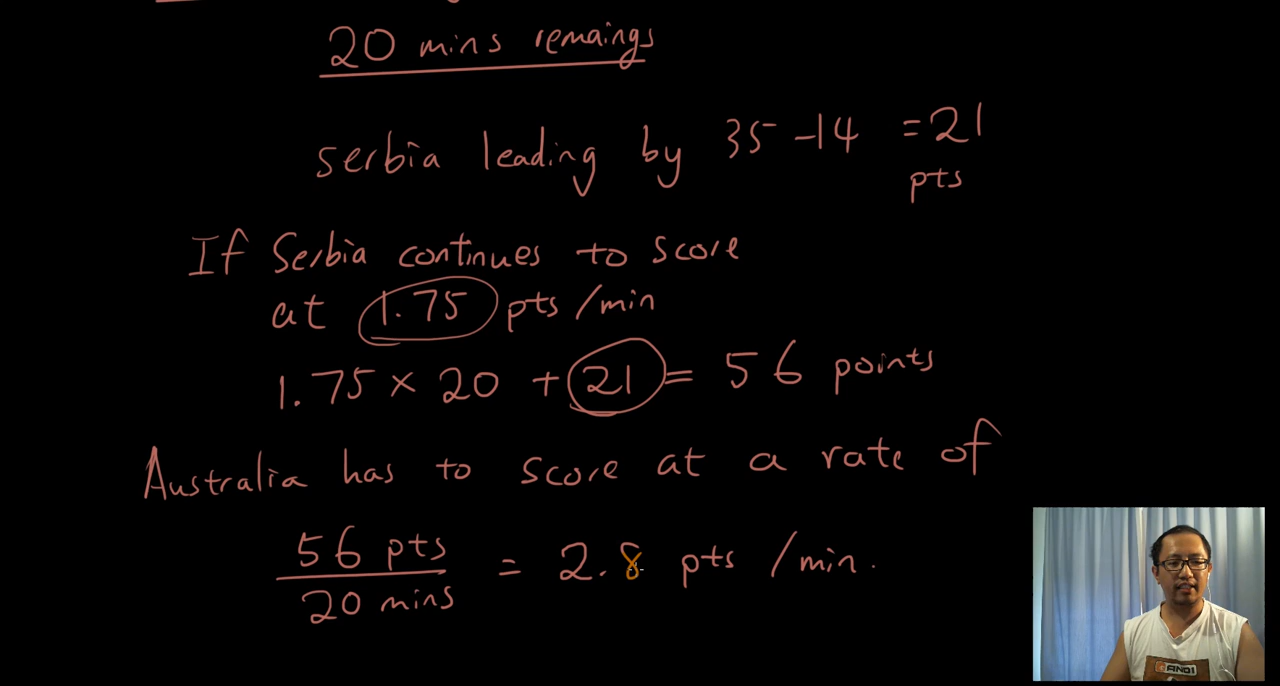 20 mins remaings
Serbia leading by 35 - 14 = 21
pts
If Serbia continues to score
at 1.75 pts/min
1.75 × 20 + 21 = 56 points
Australia has to score at a rate of
56 pts
20 mins
= 2.8 pts/min.
AND1